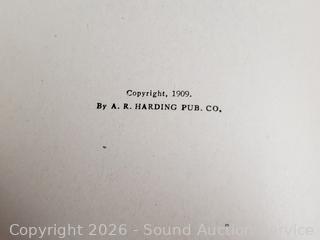 Copyright, 1909.
By A. R. HARDING PUB. CO.
Copyright 2026 - Sound Auction Service